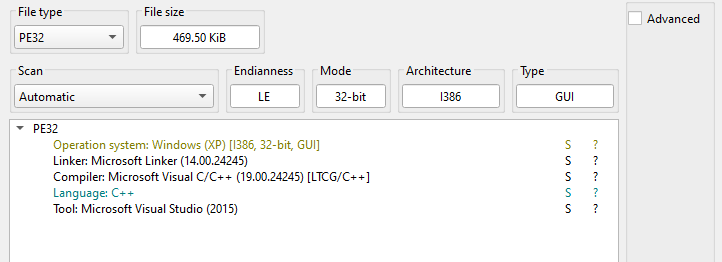 File type
File size
PE32
469.50 KiB
Advanced
Scan
Endianness
Mode
Architecture
Type
Automatic
LE
32-bit
I386
GUI
PE32
Operation system: Windows (XP) [I386, 32-bit, GUI] S ?
Linker: Microsoft Linker (14.00.24245) S ?
Compiler: Microsoft Visual C/C++ (19.00.24245) [LTCG/C++] S ?
Language: C++ S ?
Tool: Microsoft Visual Studio (2015) S ?